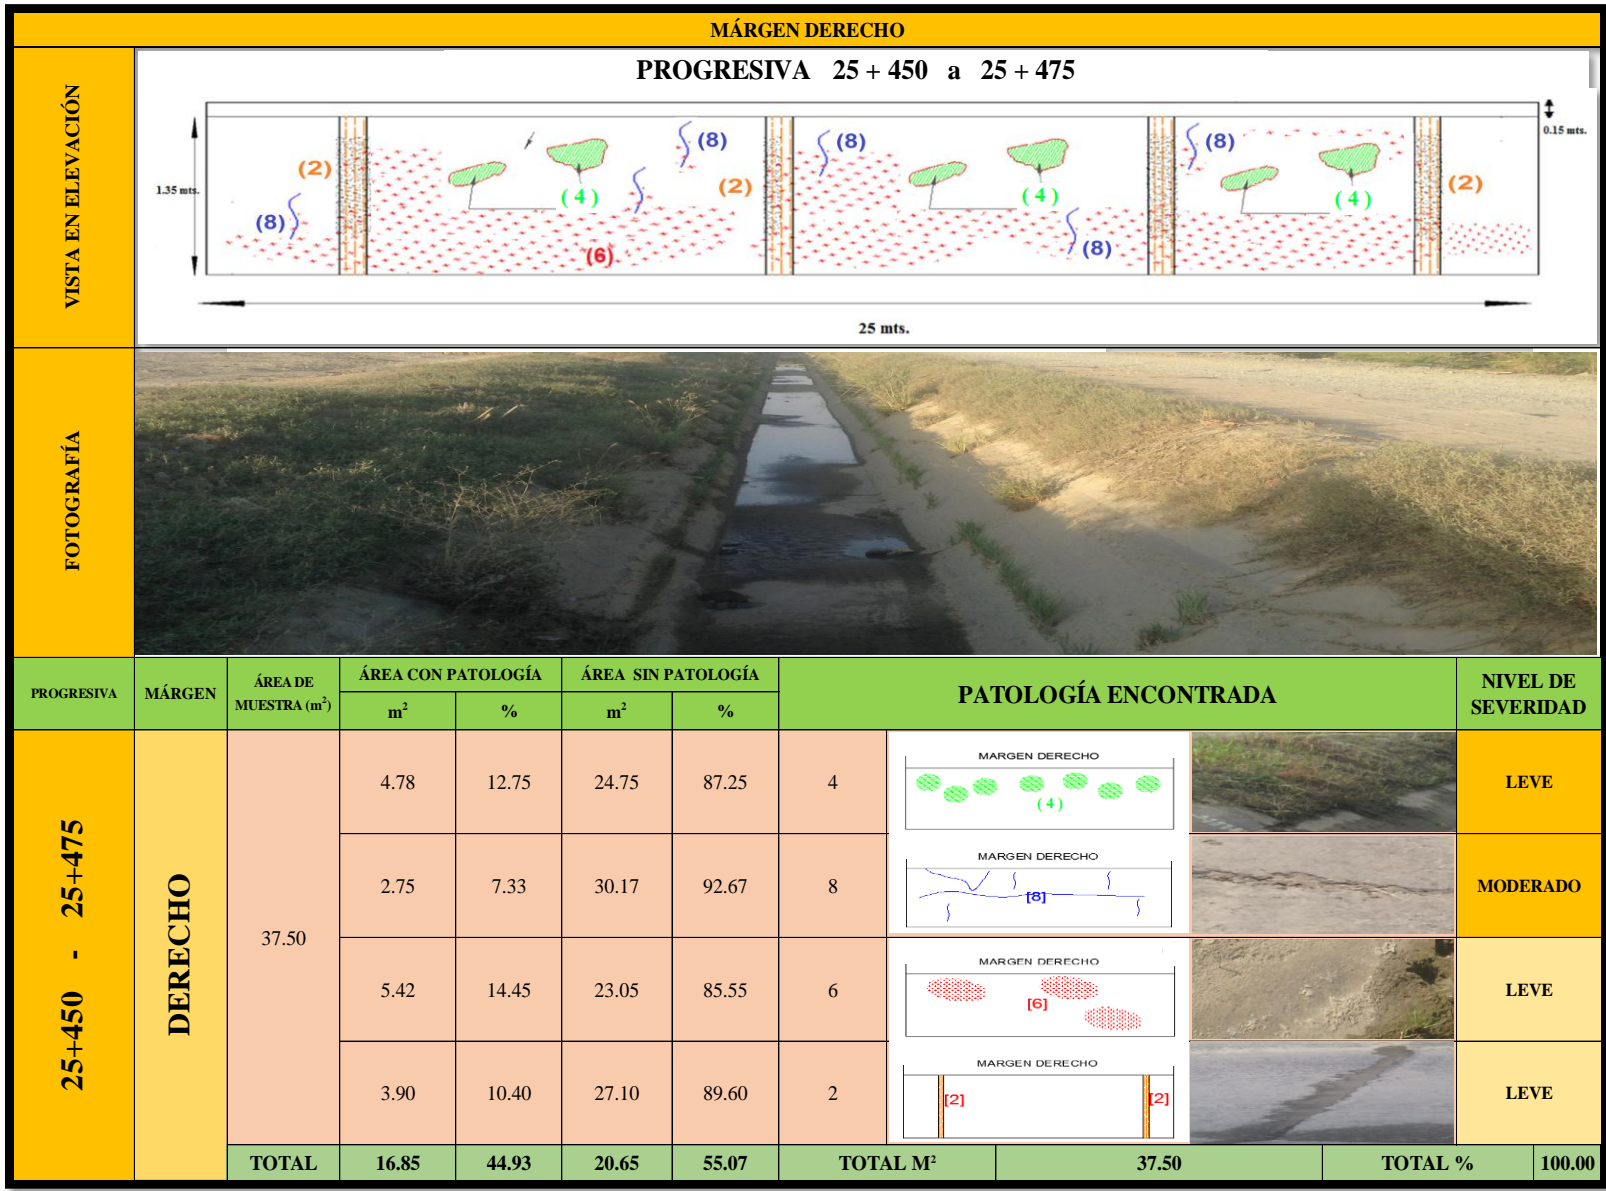 MÁRGEN DERECHO
VISTA EN ELEVACIÓN
PROGRESIVA 25 + 450 a 25 + 475
0.15 mts.
1.35 mts.
(8)
(2)
(4)
(8)
(2)
(6)
(8)
(4)
(8)
(8)
(4)
(2)
25 mts.
FOTOGRAFÍA
PROGRESIVA
MÁRGEN
ÁREA DE MUESTRA (m²)
ÁREA CON PATOLOGÍA
ÁREA SIN PATOLOGÍA
PATOLOGÍA ENCONTRADA
NIVEL DE SEVERIDAD
m² % m² %
25+450 - 25+475
DERECHO
37.50
4.78 12.75 24.75 87.25 4
MARGEN DERECHO
(4)
LEVE
2.75 7.33 30.17 92.67 8
MARGEN DERECHO
[8]
MODERADO
5.42 14.45 23.05 85.55 6
MARGEN DERECHO
[6]
LEVE
3.90 10.40 27.10 89.60 2
MARGEN DERECHO
[2] [2]
LEVE
TOTAL 16.85 44.93 20.65 55.07 TOTAL M² 37.50 TOTAL % 100.00